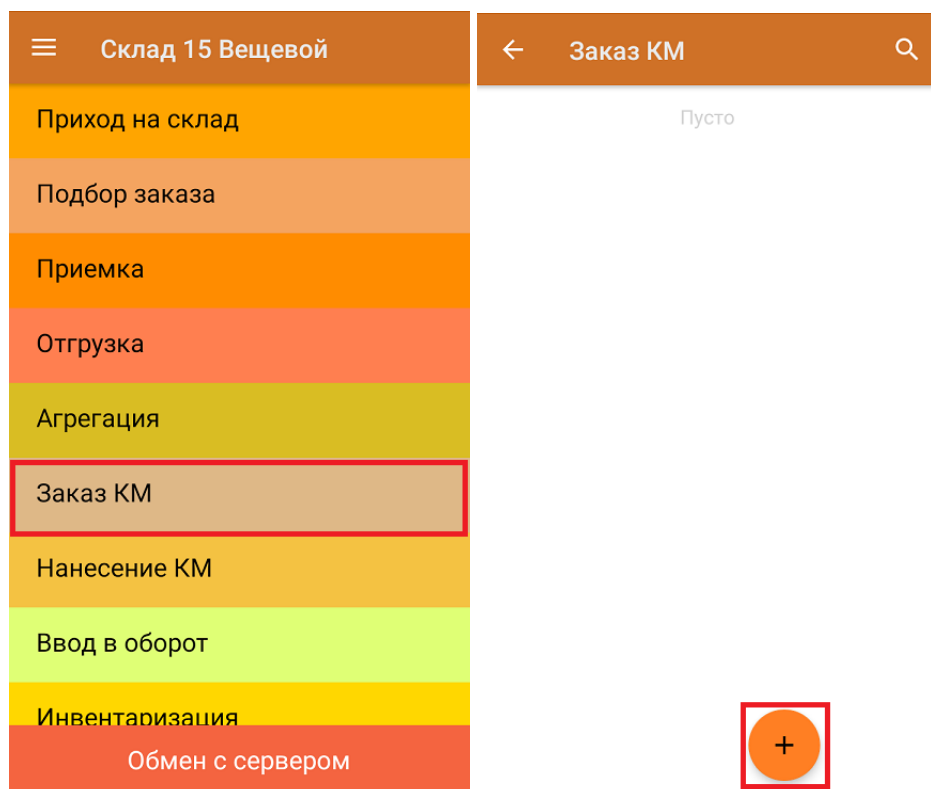 Склад 15 Вещевой
Приход на склад
Подбор заказа
Приемка
Отгрузка
Агрегация
Заказ КМ
Нанесение КМ
Ввод в оборот
Инвентаризация
Обмен с сервером
Заказ КМ
Пусто
+